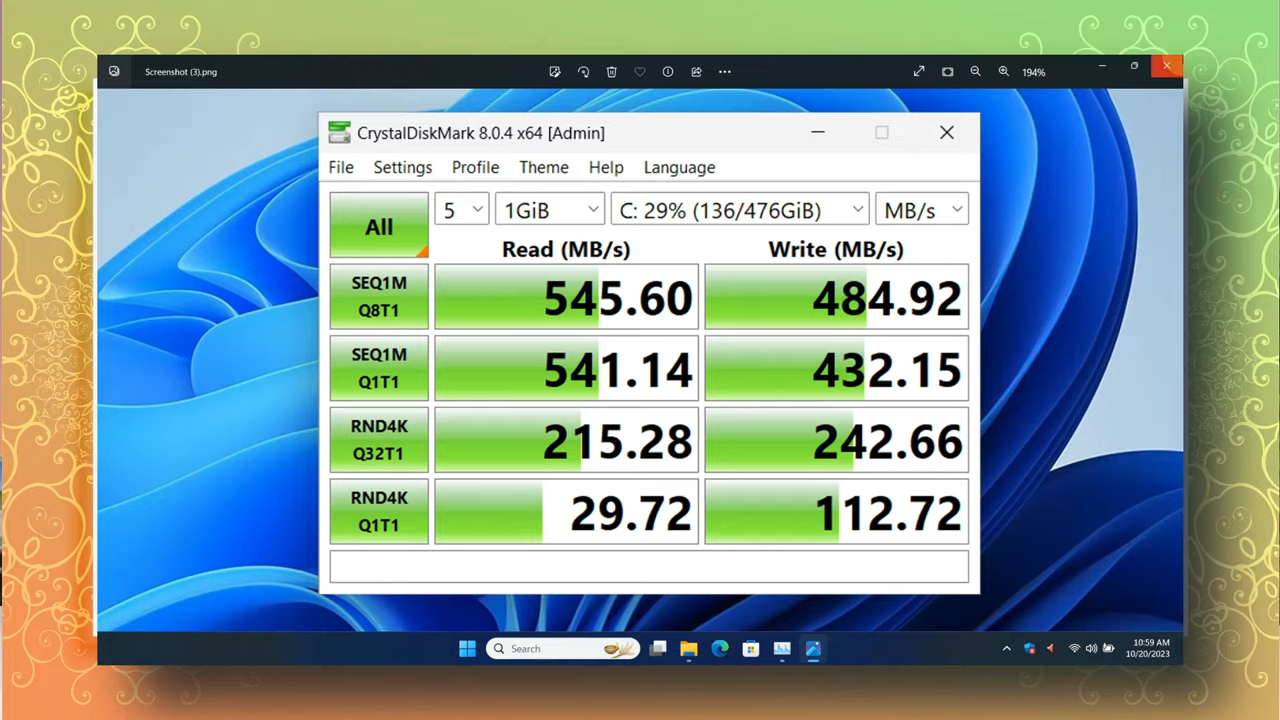 Screenshot (3).png
194%
CrystalDiskMark 8.0.4 x64 [Admin]
File Settings Profile Theme Help Language
All 5 1GiB C: 29% (136/476GiB) MB/s
Read (MB/s) Write (MB/s)
SEQ1M
Q8T1
545.60 484.92
SEQ1M
Q1T1
541.14 432.15
RND4K
Q32T1
215.28 242.66
RND4K
Q1T1
29.72 112.72
Search
10:59 AM
10/20/2023